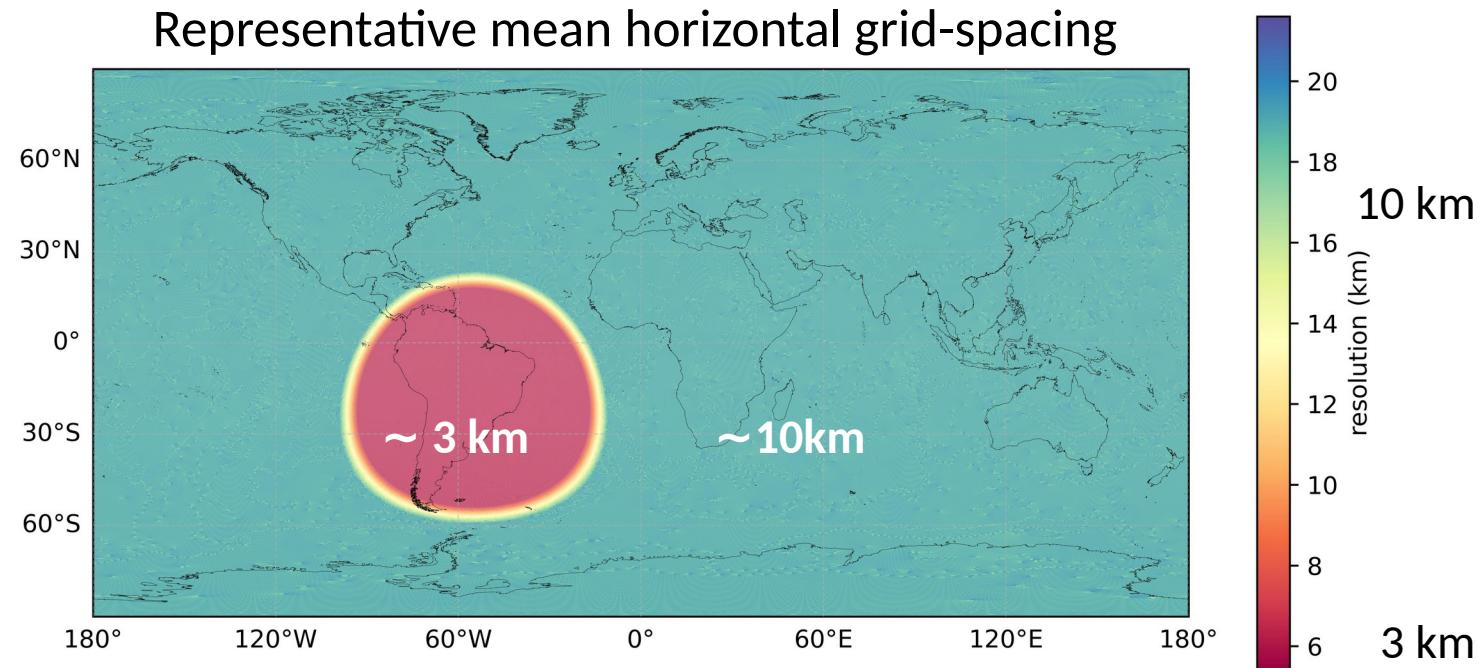 Representative mean horizontal grid-spacing
60°N
30°N
0°
30°S
60°S
180°
120°W
60°W
0°
60°E
120°E
180°
~ 3 km
~10km
20
18
16
14
12
10
8
6
resolution (km)
10 km
3 km